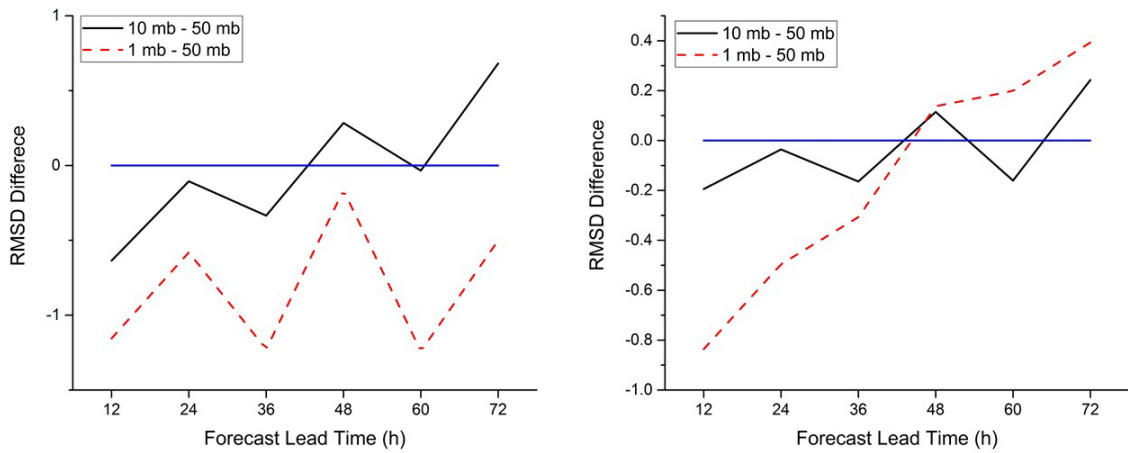 10 mb - 50 mb
1 mb - 50 mb
1
0
-1
RMSD Differece
12 24 36 48 60 72
Forecast Lead Time (h)
10 mb - 50 mb
1 mb - 50 mb
0.4
0.2
0.0
-0.2
-0.4
-0.6
-0.8
-1.0
RMSD Difference
12 24 36 48 60 72
Forecast Lead Time (h)